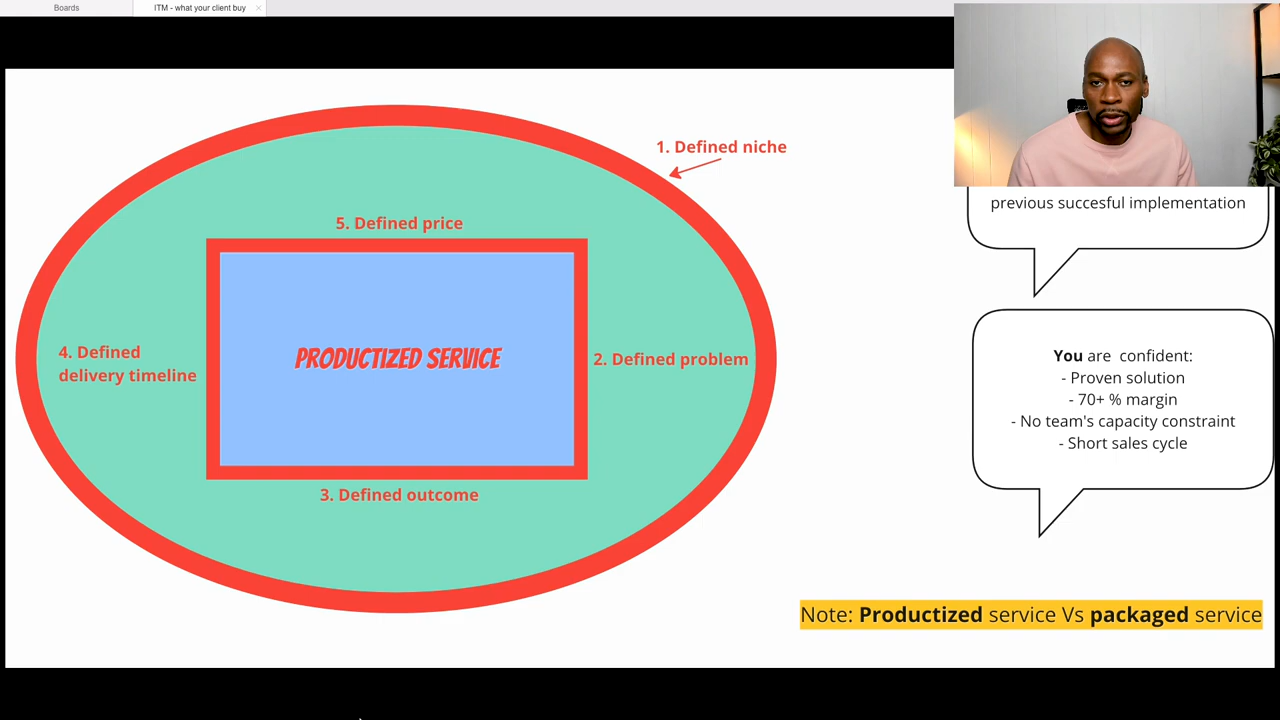 Boards
ITM - what your client buy
1. Defined niche
5. Defined price
PRODUCTIZED SERVICE
2. Defined problem
4. Defined
delivery timeline
3. Defined outcome
previous succesful implementation
You are confident:
- Proven solution
- 70+ % margin
- No team's capacity constraint
- Short sales cycle
Note: Productized service Vs packaged service